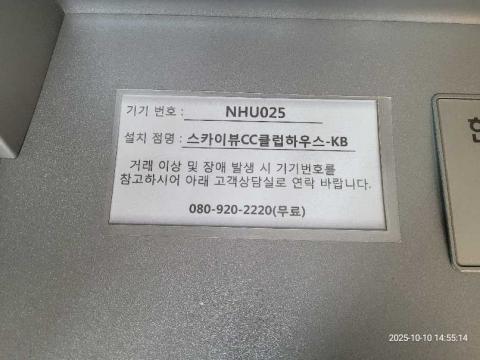 기기 번호 : NHU025
설치 점명 : 스카이뷰CC클럽하우스-KB
거래 이상 및 장애 발생 시 기기번호를
참고하시어 아래 고객상담실로 연락 바랍니다.
080-920-2220(무료)
2025-10-10 14:55:14